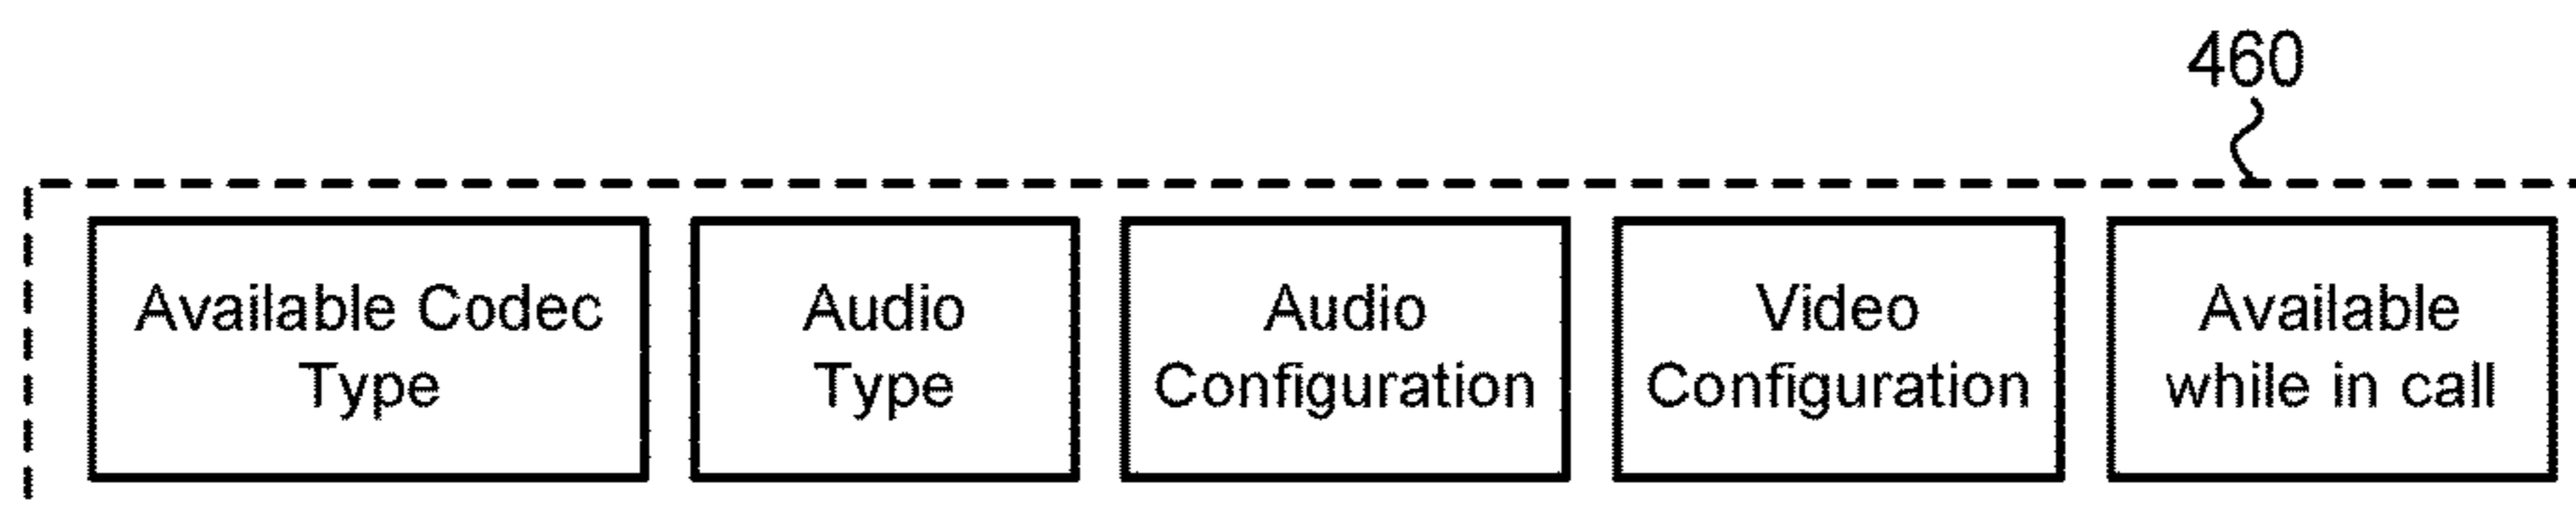 460
Available Codec
Type
Audio
Type
Audio
Configuration
Video
Configuration
Available
while in call